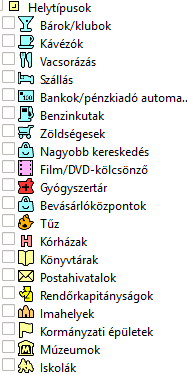 Helytípusok
Bárok/klubok
Kávézók
Vacsorázás
Szállás
Bankok/pénzkiadó automa..
Benzinkutak
Zöldségesek
Nagyobb kereskedés
Film/DVD-kölcsönző
Gyógyszertár
Bevásárlóközpontok
Tűz
Kórházak
Könyvtárak
Postahivatalok
Rendőrkapitányságok
Imahelyek
Kormányzati épületek
Múzeumok
Iskolák